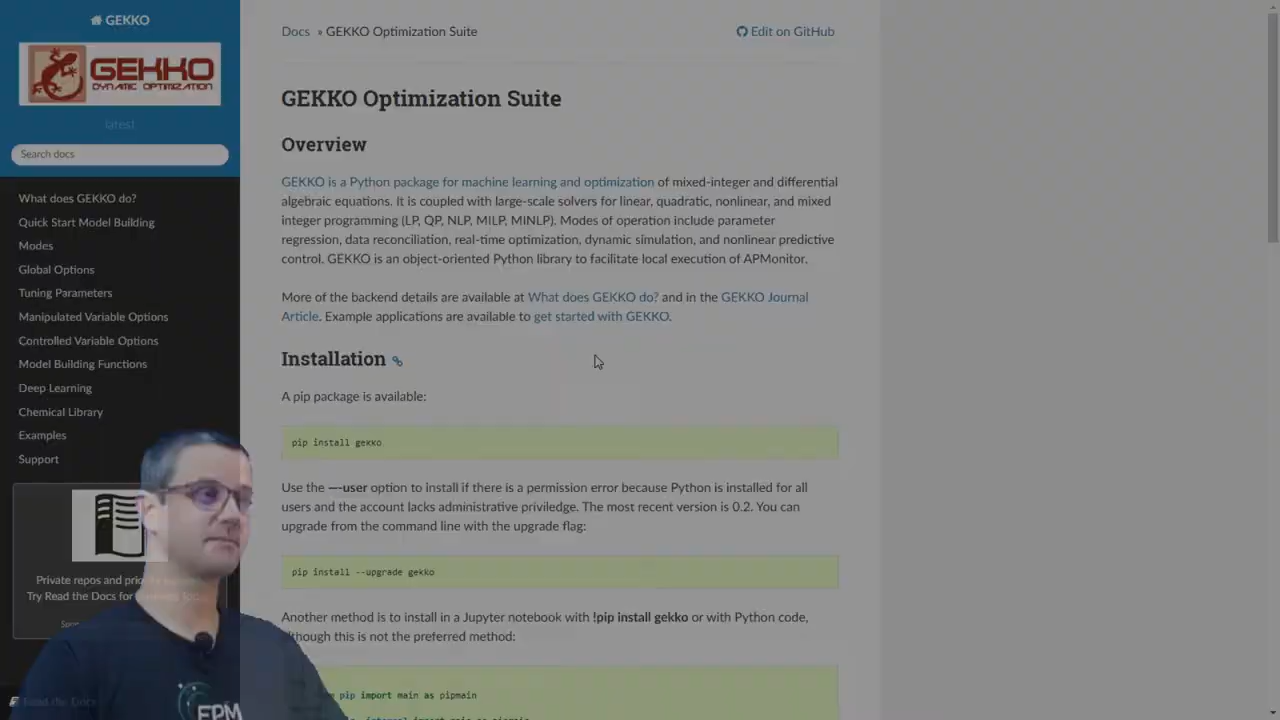 GEKKO
GEKKO
DYNAMIC OPTIMIZATION
latest
Search docs
What does GEKKO do?
Quick Start Model Building
Modes
Global Options
Tuning Parameters
Manipulated Variable Options
Controlled Variable Options
Model Building Functions
Deep Learning
Chemical Library
Examples
Support
Private repos and
Try Read the Docs for
Read the Docs
Docs » GEKKO Optimization Suite
Edit on GitHub
GEKKO Optimization Suite
Overview
GEKKO is a Python package for machine learning and optimization of mixed-integer and differential
algebraic equations. It is coupled with large-scale solvers for linear, quadratic, nonlinear, and mixed
integer programming (LP, QP, NLP, MILP, MINLP). Modes of operation include parameter
regression, data reconciliation, real-time optimization, dynamic simulation, and nonlinear predictive
control. GEKKO is an object-oriented Python library to facilitate local execution of APMonitor.
More of the backend details are available at What does GEKKO do? and in the GEKKO Journal
Article. Example applications are available to get started with GEKKO.
Installation
A pip package is available:
pip install gekko
Use the —-user option to install if there is a permission error because Python is installed for all
users and the account lacks administrative priviledge. The most recent version is 0.2. You can
upgrade from the command line with the upgrade flag:
pip install --upgrade gekko
Another method is to install in a Jupyter notebook with !pip install gekko or with Python code,
although this is not the preferred method:
pip import main as pipmain